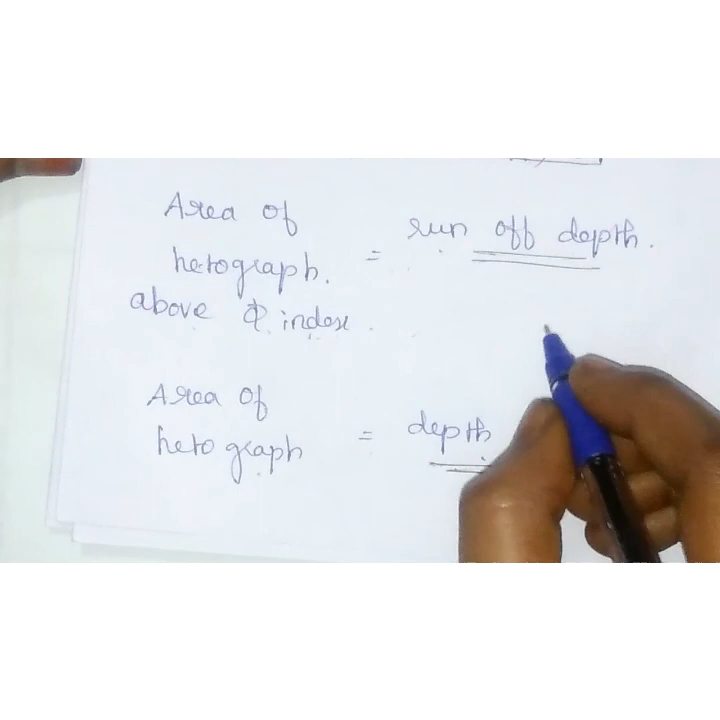 Area of
hetograph. = run off depth.
above Φ index
Area of
hetograph = depth